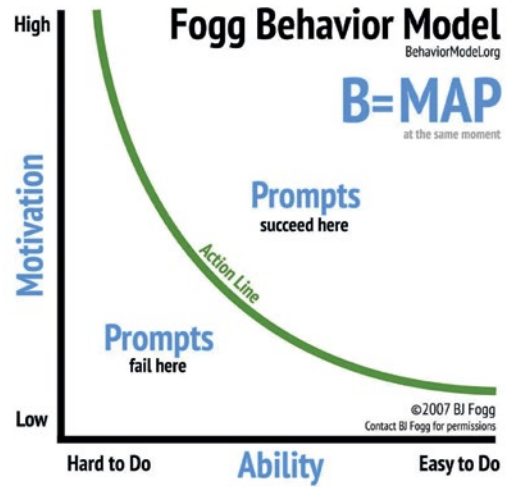 High
Fogg Behavior Model
BehaviorModel.org
B=MAP
at the same moment
Motivation
Prompts
succeed here
Action Line
Prompts
fail here
Low
©2007 BJ Fogg
Contact BJ Fogg for permissions
Hard to Do
Ability
Easy to Do